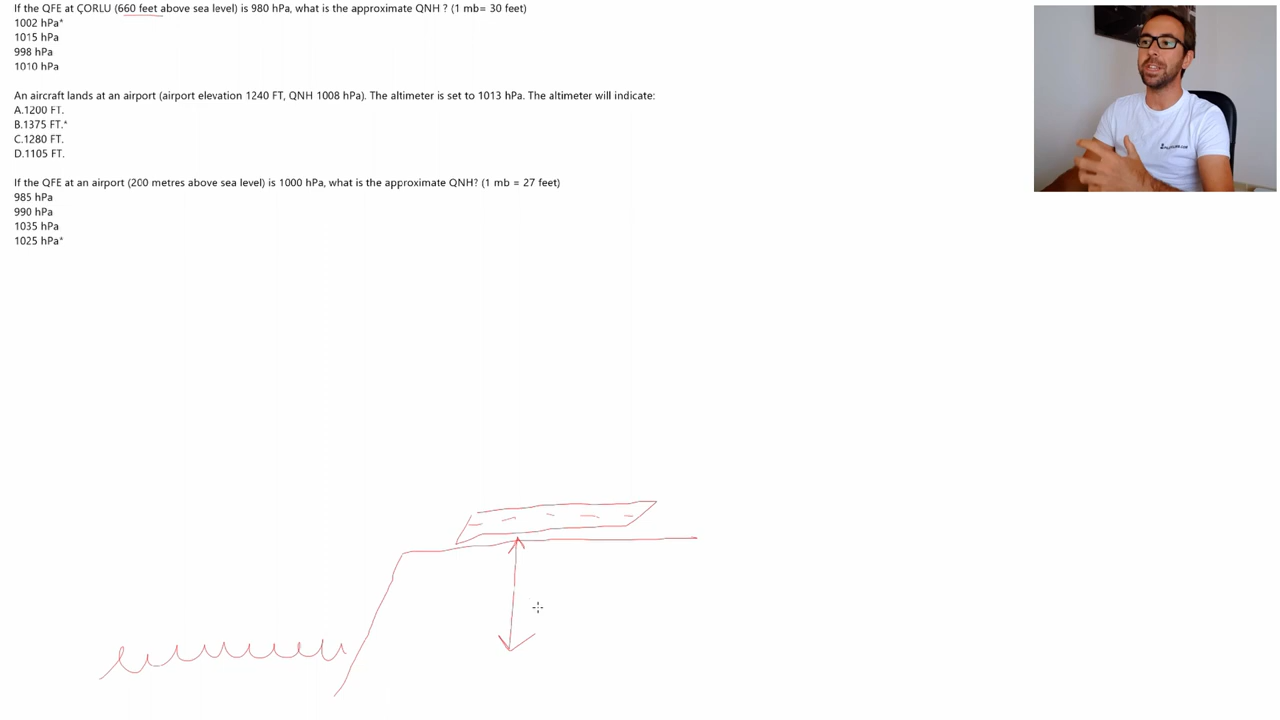 If the QFE at ÇORLU (660 feet above sea level) is 980 hPa, what is the approximate QNH ? (1 mb= 30 feet)
1002 hPa*
1015 hPa
998 hPa
1010 hPa
An aircraft lands at an airport (airport elevation 1240 FT, QNH 1008 hPa). The altimeter is set to 1013 hPa. The altimeter will indicate:
A.1200 FT.
B.1375 FT.*
C.1280 FT.
D.1105 FT.
If the QFE at an airport (200 metres above sea level) is 1000 hPa, what is the approximate QNH? (1 mb = 27 feet)
985 hPa
990 hPa
1035 hPa
1025 hPa*